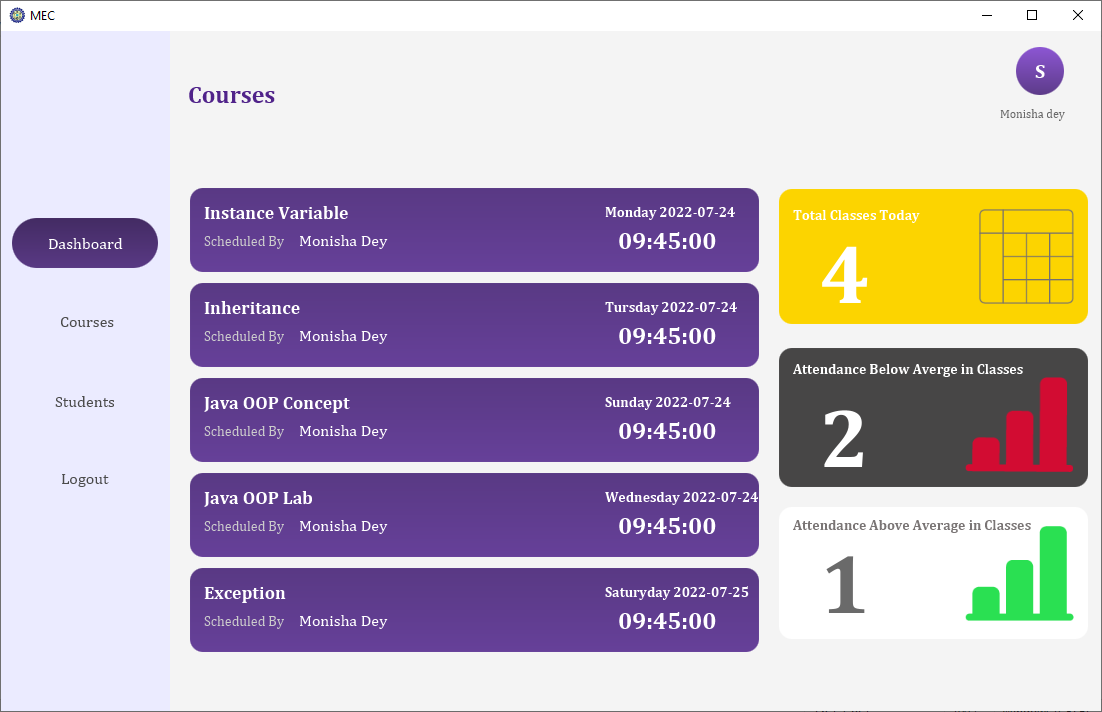 MEC
Courses
S
Monisha dey
Dashboard
Courses
Students
Logout
Instance Variable
Monday 2022-07-24
Scheduled By Monisha Dey
09:45:00
Inheritance
Tursday 2022-07-24
Scheduled By Monisha Dey
09:45:00
Java OOP Concept
Sunday 2022-07-24
Scheduled By Monisha Dey
09:45:00
Java OOP Lab
Wednesday 2022-07-24
Scheduled By Monisha Dey
09:45:00
Exception
Saturyday 2022-07-25
Scheduled By Monisha Dey
09:45:00
Total Classes Today
4
Attendance Below Averge in Classes
2
Attendance Above Average in Classes
1